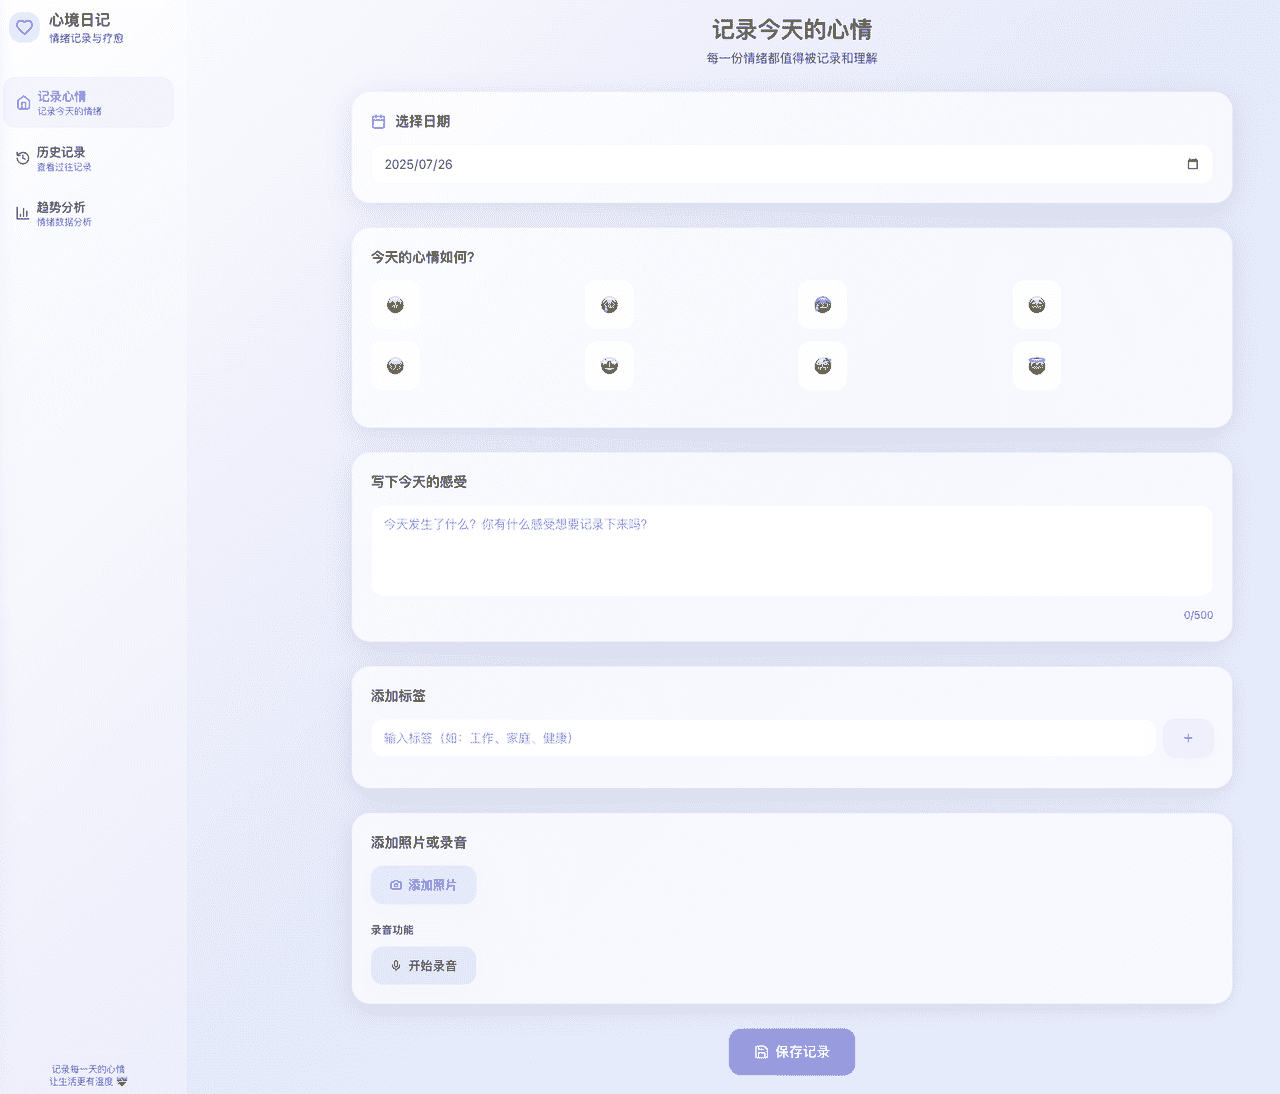 心境日记
情绪记录与疗愈
记录心情
记录今天的情绪
历史记录
查看过往记录
趋势分析
情绪数据分析
记录每一天的心情
让生活更有温度
记录今天的心情
每一份情绪都值得被记录和理解
选择日期
2025/07/26
今天的心情如何?
写下今天的感受
今天发生了什么？你有什么感受想要记录下来吗?
0/500
添加标签
输入标签（如：工作、家庭、健康）
+
添加照片或录音
添加照片
录音功能
开始录音
保存记录